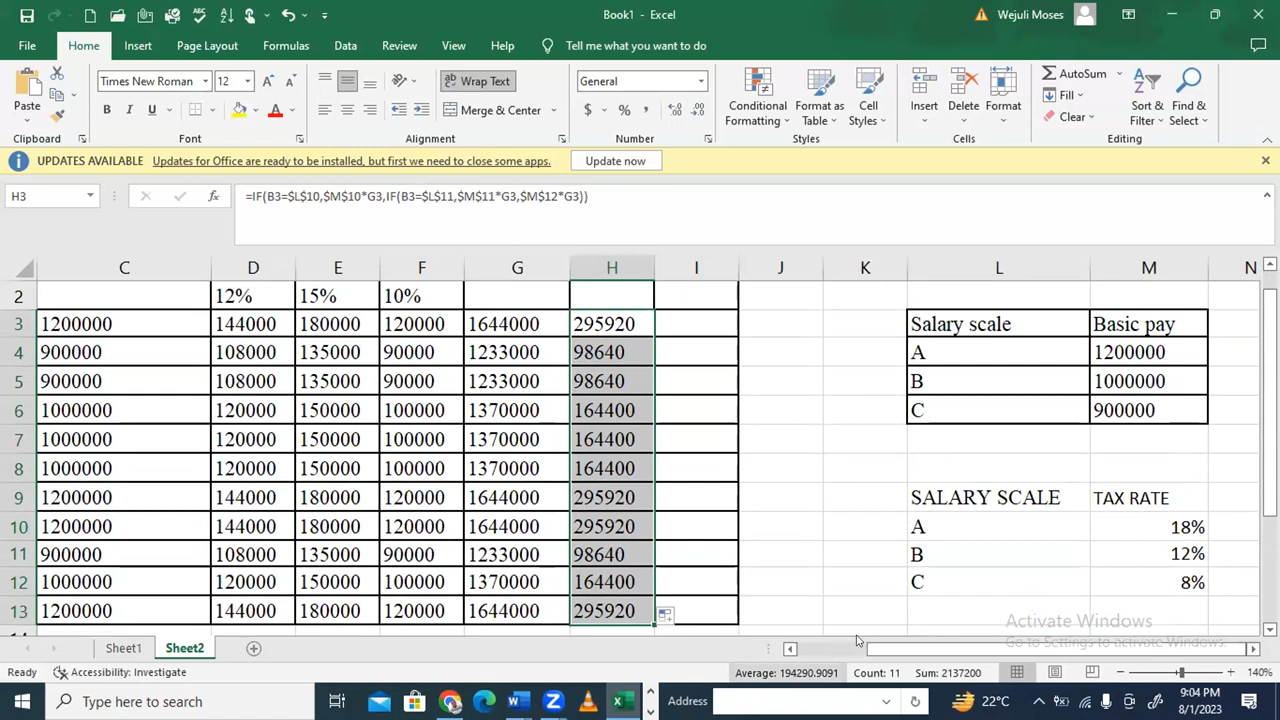 Book1 - Excel
Wejuli Moses
File Home Insert Page Layout Formulas Data Review View Help Tell me what you want to do
Paste
Times New Roman 12
B I U A
Wrap Text
Merge & Center
General
$ % ,
Conditional Formatting
Format as Table
Cell Styles
Insert Delete Format
AutoSum
Fill
Clear
Sort & Filter
Find & Select
Clipboard Font Alignment Number Styles Cells Editing
UPDATES AVAILABLE Updates for Office are ready to be installed, but first we need to close some apps. Update now
H3 fx =IF(B3=$L$10,$M$10*G3,IF(B3=$L$11,$M$11*G3,$M$12*G3))
C D E F G H I J K L M N
2 12% 15% 10%
3 1200000 144000 180000 120000 1644000 295920 Salary scale Basic pay
4 900000 108000 135000 90000 1233000 98640 A 1200000
5 900000 108000 135000 90000 1233000 98640 B 1000000
6 1000000 120000 150000 100000 1370000 164400 C 900000
7 1000000 120000 150000 100000 1370000 164400
8 1000000 120000 150000 100000 1370000 164400
9 1200000 144000 180000 120000 1644000 295920 SALARY SCALE TAX RATE
10 1200000 144000 180000 120000 1644000 295920 A 18%
11 900000 108000 135000 90000 1233000 98640 B 12%
12 1000000 120000 150000 100000 1370000 164400 C 8%
13 1200000 144000 180000 120000 1644000 295920
Activate Windows
Go to Settings to activate Windows.
Sheet1 Sheet2
Ready Accessibility: Investigate Average: 194290.9091 Count: 11 Sum: 2137200 140%
Type here to search Address 22°C 9:04 PM
8/1/2023